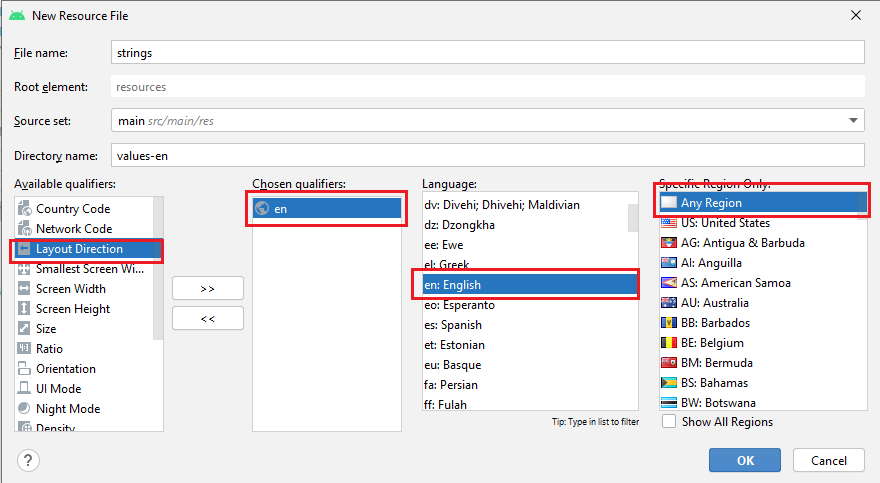 New Resource File
File name:
strings
Root element:
resources
Source set:
main src/main/res
Directory name:
values-en
Available qualifiers:
Country Code
Network Code
Layout Direction
Smallest Screen Wi...
Screen Width
Screen Height
Size
Ratio
Orientation
UI Mode
Night Mode
Density
>>
<<
Chosen qualifiers:
en
Language:
dv: Divehi; Dhivehi; Maldivian
dz: Dzongkha
ee: Ewe
el: Greek
en: English
eo: Esperanto
es: Spanish
et: Estonian
eu: Basque
fa: Persian
ff: Fulah
Tip: Type in list to filter
Specific Region Only:
Any Region
US: United States
AG: Antigua & Barbuda
AI: Anguilla
AS: American Samoa
AU: Australia
BB: Barbados
BE: Belgium
BM: Bermuda
BS: Bahamas
BW: Botswana
Show All Regions
?
OK
Cancel